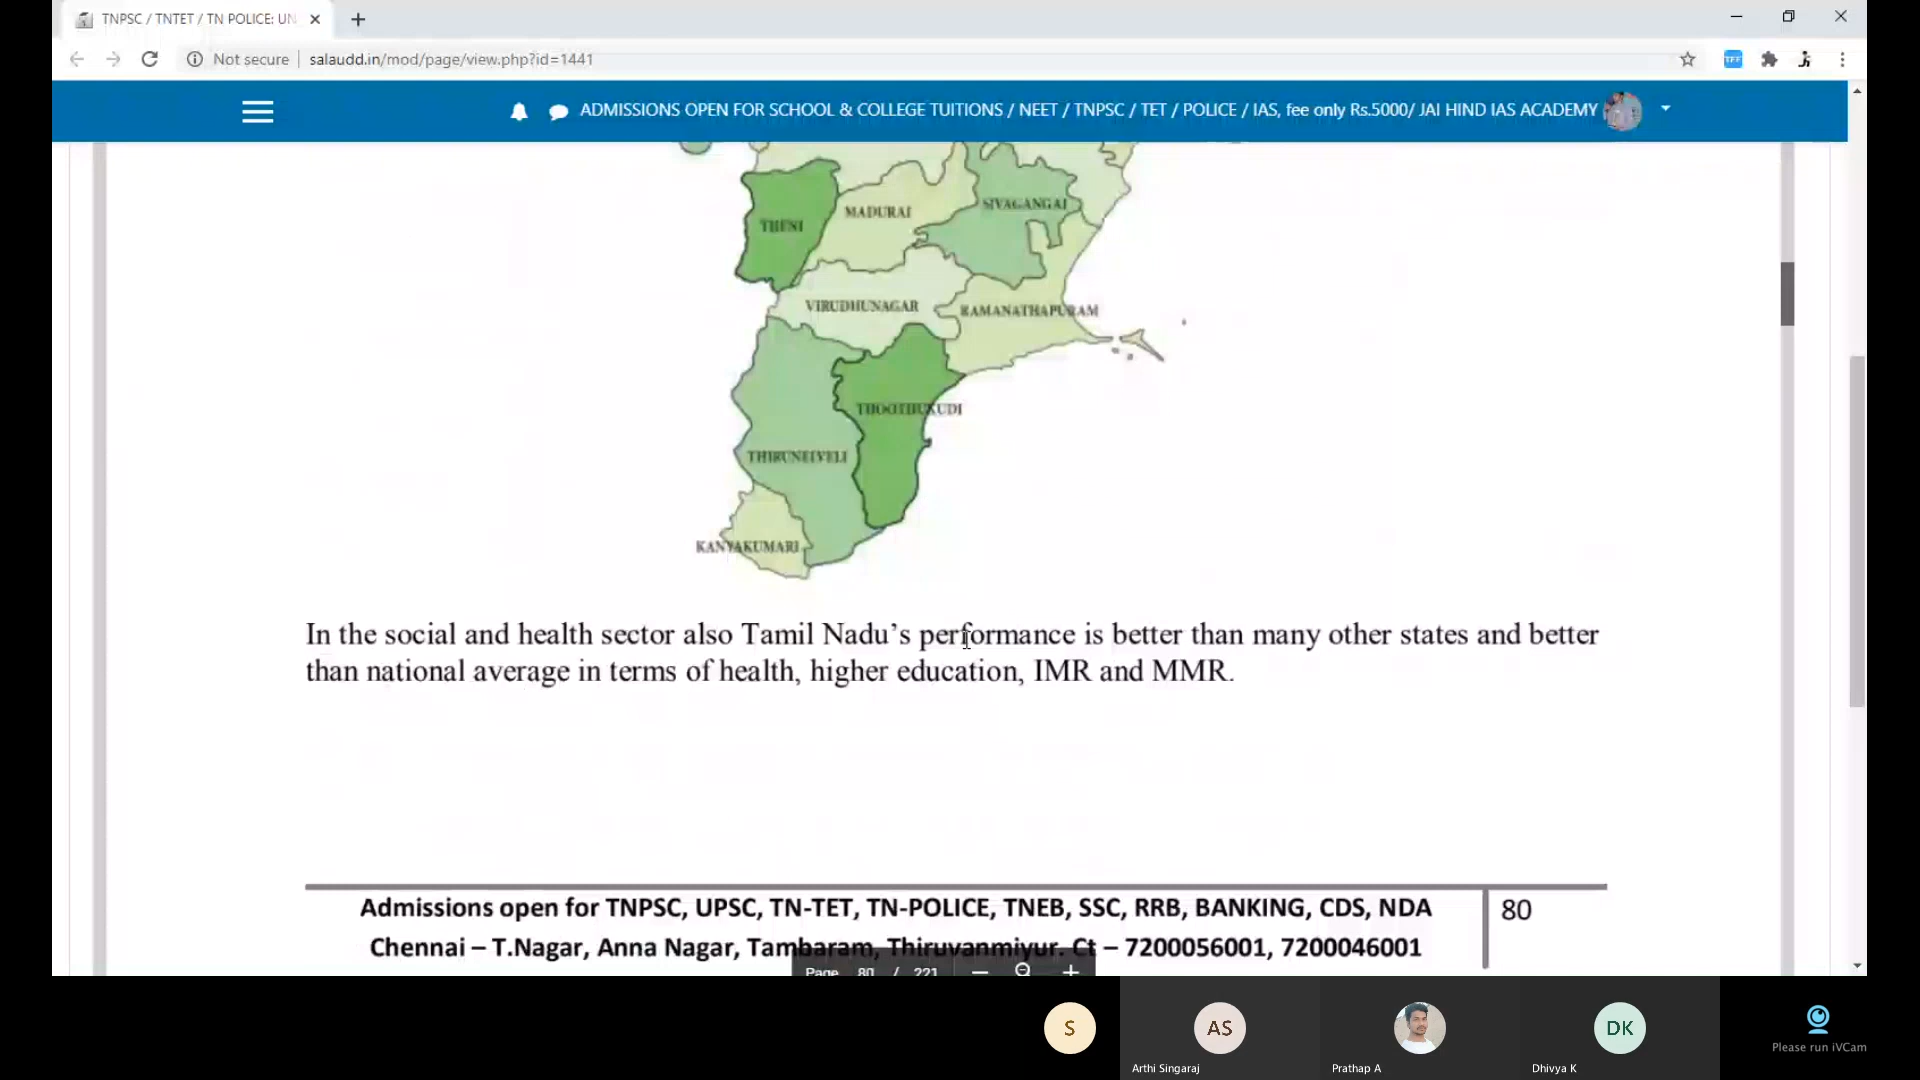 TNPSC / TNTET / TN POLICE: UN
Not secure
salaudd.in/mod/page/view.php?id=1441
TFF
ADMISSIONS OPEN FOR SCHOOL & COLLEGE TUITIONS / NEET / TNPSC / TET / POLICE / IAS, fee only Rs.5000/ JAI HIND IAS ACADEMY
THENI
MADURAI
SIVAGANGAI
VIRUDHUNAGAR
RAMANATHAPURAM
THOOTHUKUDI
THIRUNELVELI
KANYAKUMARI
In the social and health sector also Tamil Nadu’s performance is better than many other states and better
than national average in terms of health, higher education, IMR and MMR.
Admissions open for TNPSC, UPSC, TN-TET, TN-POLICE, TNEB, SSC, RRB, BANKING, CDS, NDA
80
Chennai – T.Nagar, Anna Nagar, Tambaram, Thiruvanmiyur. Ct – 7200056001, 7200046001
Page 80 / 221
S
AS
DK
Arthi Singaraj
Prathap A
Dhivya K
Please run iVCam